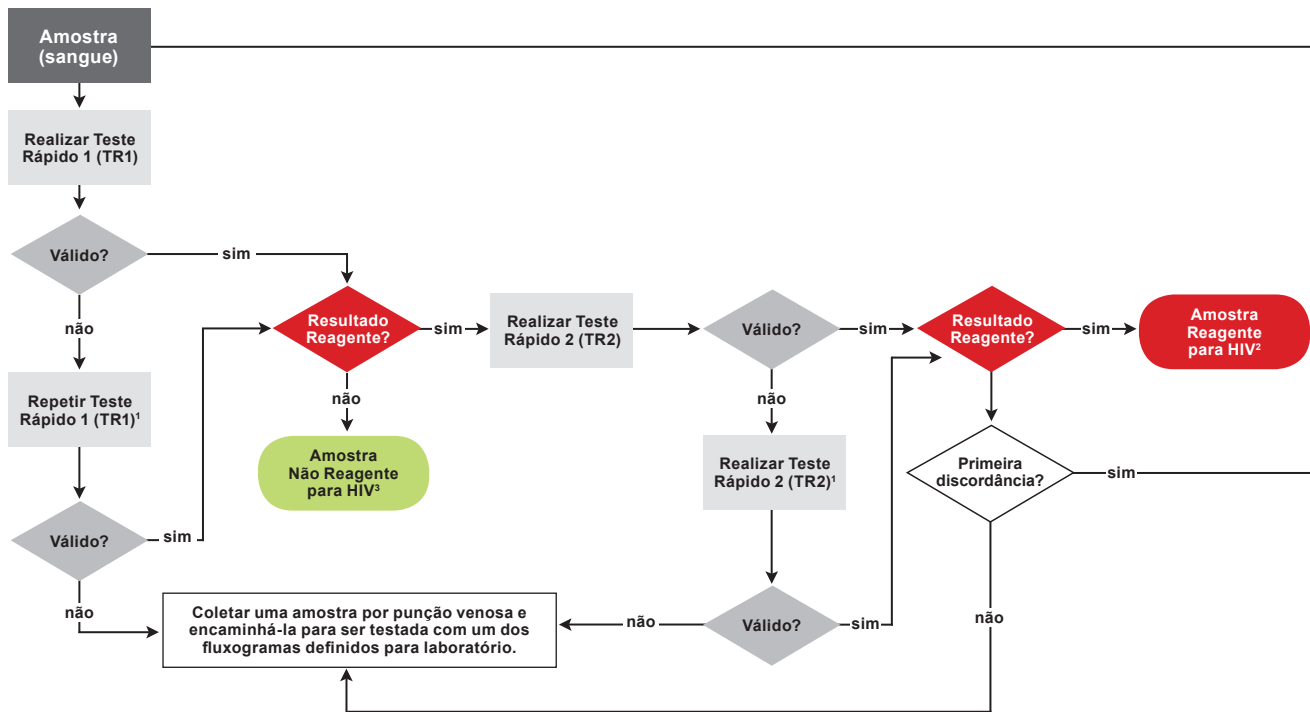 Amostra
(sangue)
Realizar Teste
Rápido 1 (TR1)
Válido?
sim
não
Resultado
Reagente?
sim
Realizar Teste
Rápido 2 (TR2)
Válido?
sim
Resultado
Reagente?
sim
Amostra
Reagente
para HIV²
Repetir Teste
Rápido 1 (TR1)¹
não
Amostra
Não Reagente
para HIV³
não
Realizar Teste
Rápido 2 (TR2)¹
não
Primeira
discordância?
sim
Válido?
sim
não
Coletar uma amostra por punção venosa e
encaminhá-la para ser testada com um dos
fluxogramas definidos para laboratório.
não
Válido?
sim
não